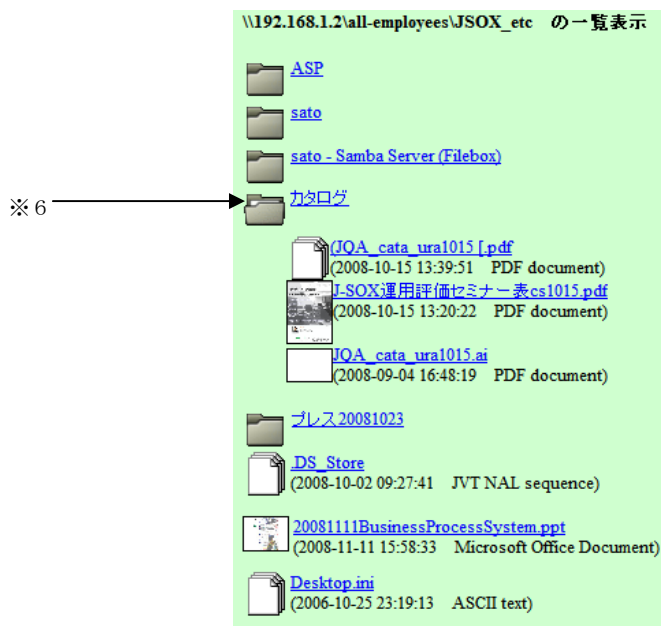 \\192.168.1.2\all-employees\JSOX_etc の一覧表示
ASP
sato
sato - Samba Server (Filebox)
※6
カタログ
(JQA_cata_ura1015 [.pdf
(2008-10-15 13:39:51 PDF document)
J-SOX運用評価セミナー表cs1015.pdf
(2008-10-15 13:20:22 PDF document)
JQA_cata_ura1015.ai
(2008-09-04 16:48:19 PDF document)
プレス20081023
.DS_Store
(2008-10-02 09:27:41 JVT NAL sequence)
20081111BusinessProcessSystem.ppt
(2008-11-11 15:58:33 Microsoft Office Document)
Desktop.ini
(2006-10-25 23:19:13 ASCII text)